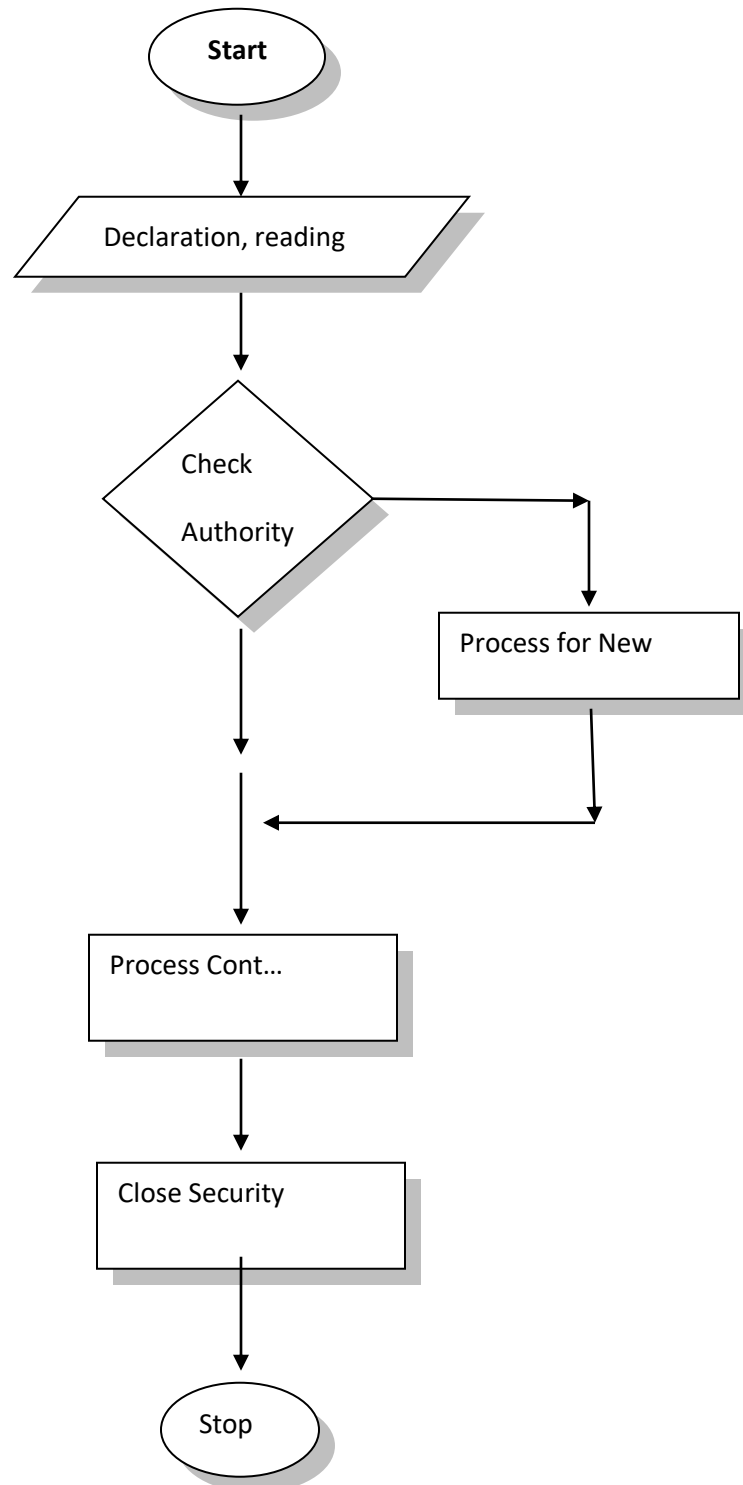 Start
Declaration, reading
Check
Authority
Process for New
Process Cont...
Close Security
Stop